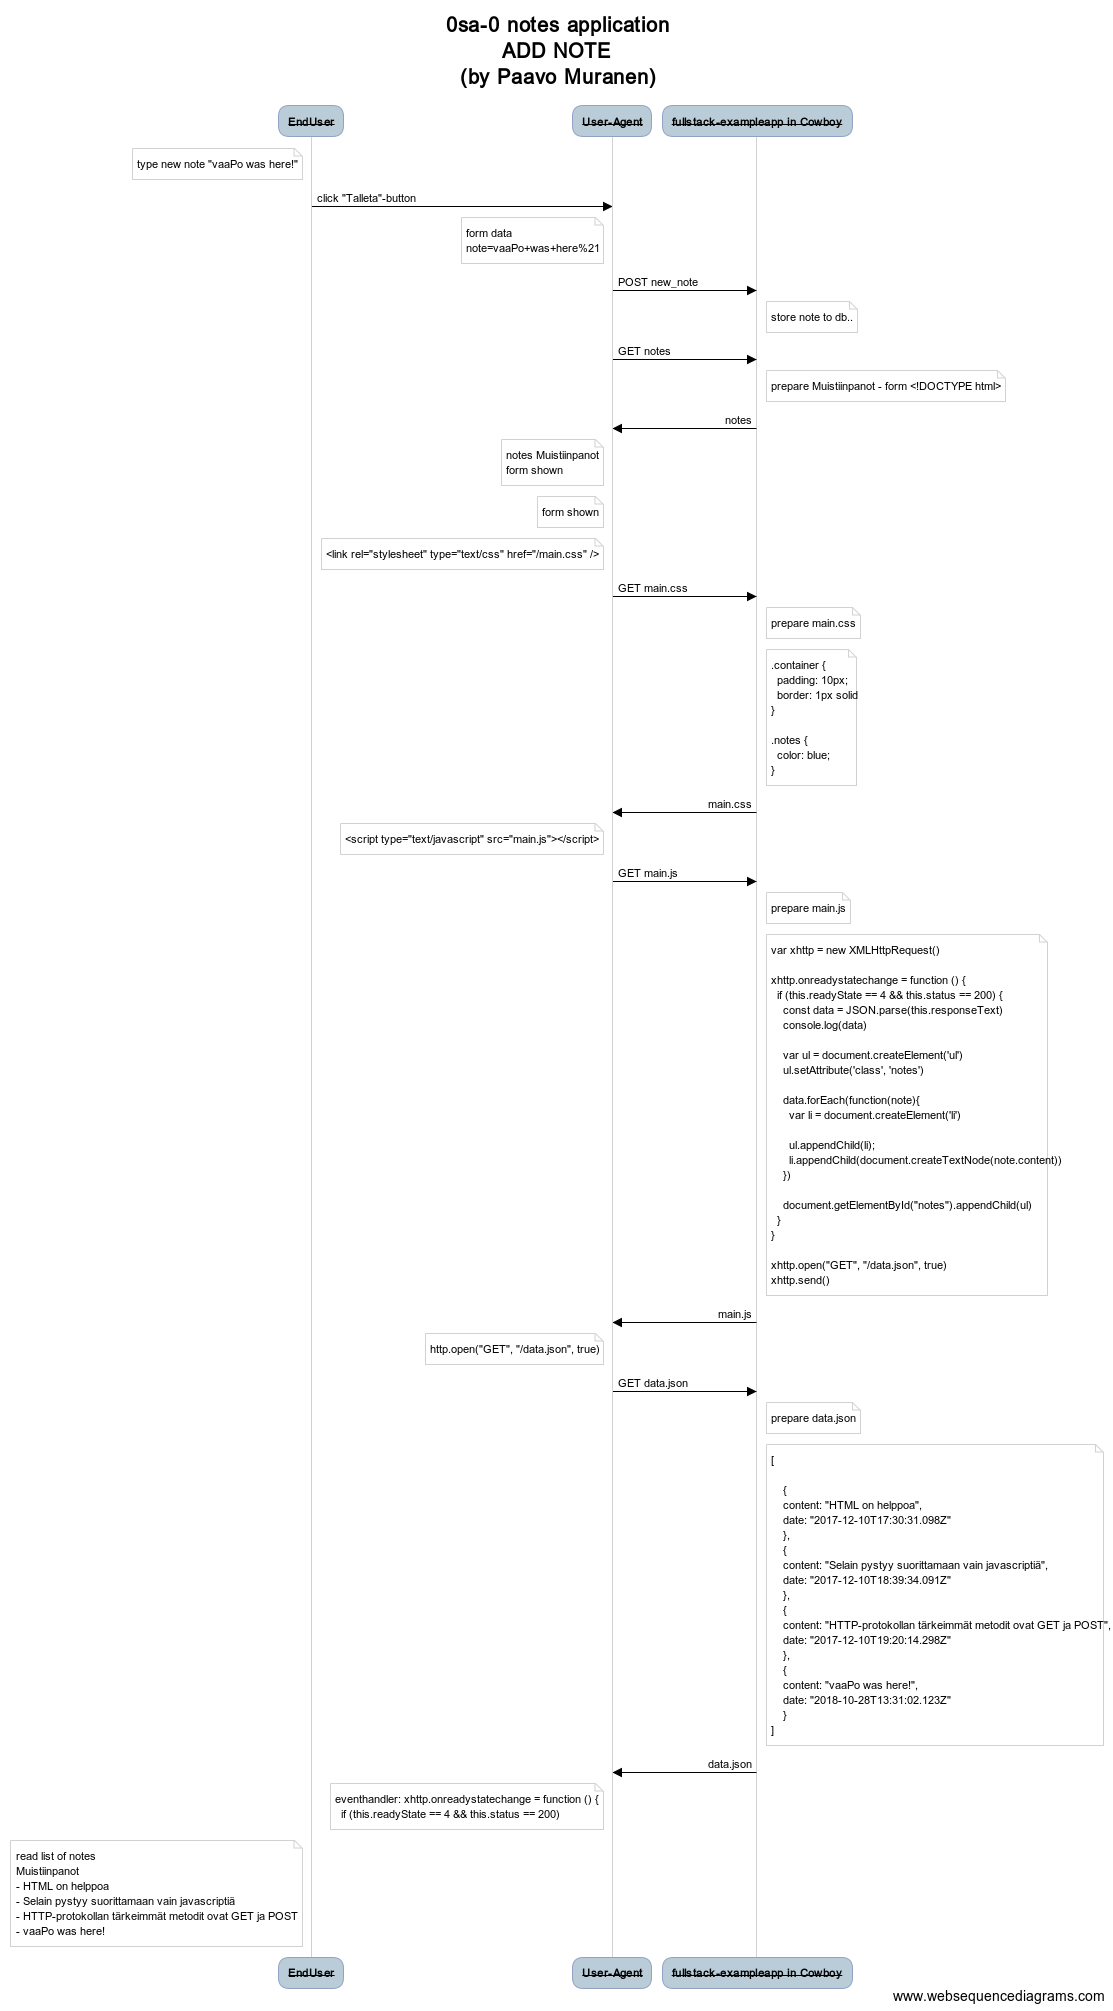 0sa-0 notes application
ADD NOTE
(by Paavo Muranen)
EndUser
User-Agent
fullstack-exampleapp in Cowboy
type new note "vaaPo was here!"
click "Talleta"-button
form data
note=vaaPo+was+here%21
POST new_note
store note to db..
GET notes
prepare Muistiinpanot - form <!DOCTYPE html>
notes
notes Muistiinpanot
form shown
form shown
<link rel="stylesheet" type="text/css" href="/main.css" />
GET main.css
prepare main.css
.container {
  padding: 10px;
  border: 1px solid
}
.notes {
  color: blue;
}
main.css
<script type="text/javascript" src="main.js"></script>
GET main.js
prepare main.js
var xhttp = new XMLHttpRequest()
xhttp.onreadystatechange = function () {
  if (this.readyState == 4 && this.status == 200) {
    const data = JSON.parse(this.responseText)
    console.log(data)
    var ul = document.createElement('ul')
    ul.setAttribute('class', 'notes')
    data.forEach(function(note){
      var li = document.createElement('li')
      ul.appendChild(li);
      li.appendChild(document.createTextNode(note.content))
    })
    document.getElementById("notes").appendChild(ul)
  }
}
xhttp.open("GET", "/data.json", true)
xhttp.send()
main.js
http.open("GET", "/data.json", true)
GET data.json
prepare data.json
[
    {
    content: "HTML on helppoa",
    date: "2017-12-10T17:30:31.098Z"
    },
    {
    content: "Selain pystyy suorittamaan vain javascriptiä",
    date: "2017-12-10T18:39:34.091Z"
    },
    {
    content: "HTTP-protokollan tärkeimmät metodit ovat GET ja POST",
    date: "2017-12-10T19:20:14.298Z"
    },
    {
    content: "vaaPo was here!",
    date: "2018-10-28T13:31:02.123Z"
    }
]
data.json
eventhandler: xhttp.onreadystatechange = function () {
  if (this.readyState == 4 && this.status == 200)
read list of notes
Muistiinpanot
- HTML on helppoa
- Selain pystyy suorittamaan vain javascriptiä
- HTTP-protokollan tärkeimmät metodit ovat GET ja POST
- vaaPo was here!
EndUser
User-Agent
fullstack-exampleapp in Cowboy
www.websequencediagrams.com